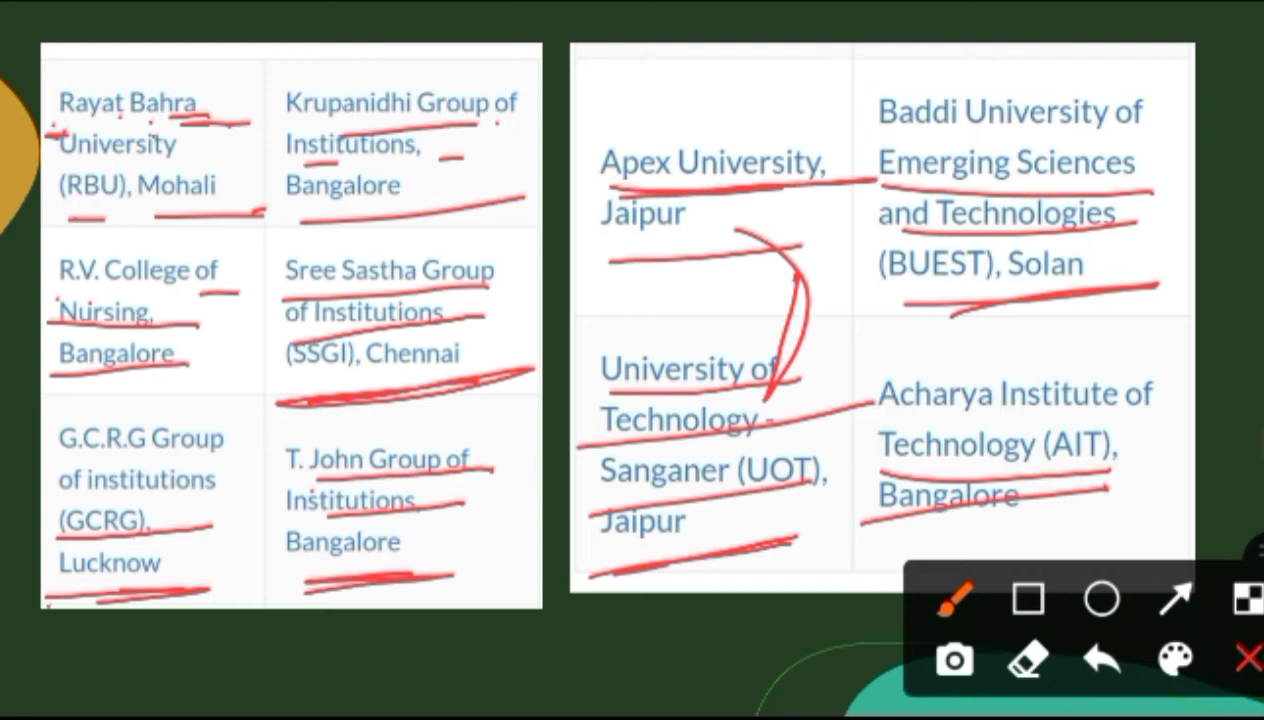 Rayat Bahra
University
(RBU), Mohali
Krupanidhi Group of
Institutions,
Bangalore
R.V. College of
Nursing,
Bangalore
Sree Sastha Group
of Institutions
(SSGI), Chennai
G.C.R.G Group
of institutions
(GCRG),
Lucknow
T. John Group of
Institutions,
Bangalore
Apex University,
Jaipur
Baddi University of
Emerging Sciences
and Technologies
(BUEST), Solan
University of
Technology -
Sanganer (UOT),
Jaipur
Acharya Institute of
Technology (AIT),
Bangalore